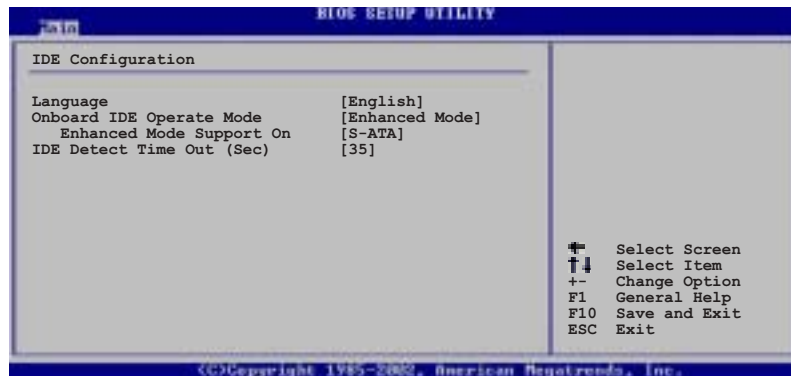 BIOS SETUP UTILITY
Main
IDE Configuration
Language [English]
Onboard IDE Operate Mode [Enhanced Mode]
Enhanced Mode Support On [S-ATA]
IDE Detect Time Out (Sec) [35]
Select Screen
↑↓ Select Item
+- Change Option
F1 General Help
F10 Save and Exit
ESC Exit
(C)Copyright 1985-2002, American Megatrends, Inc.